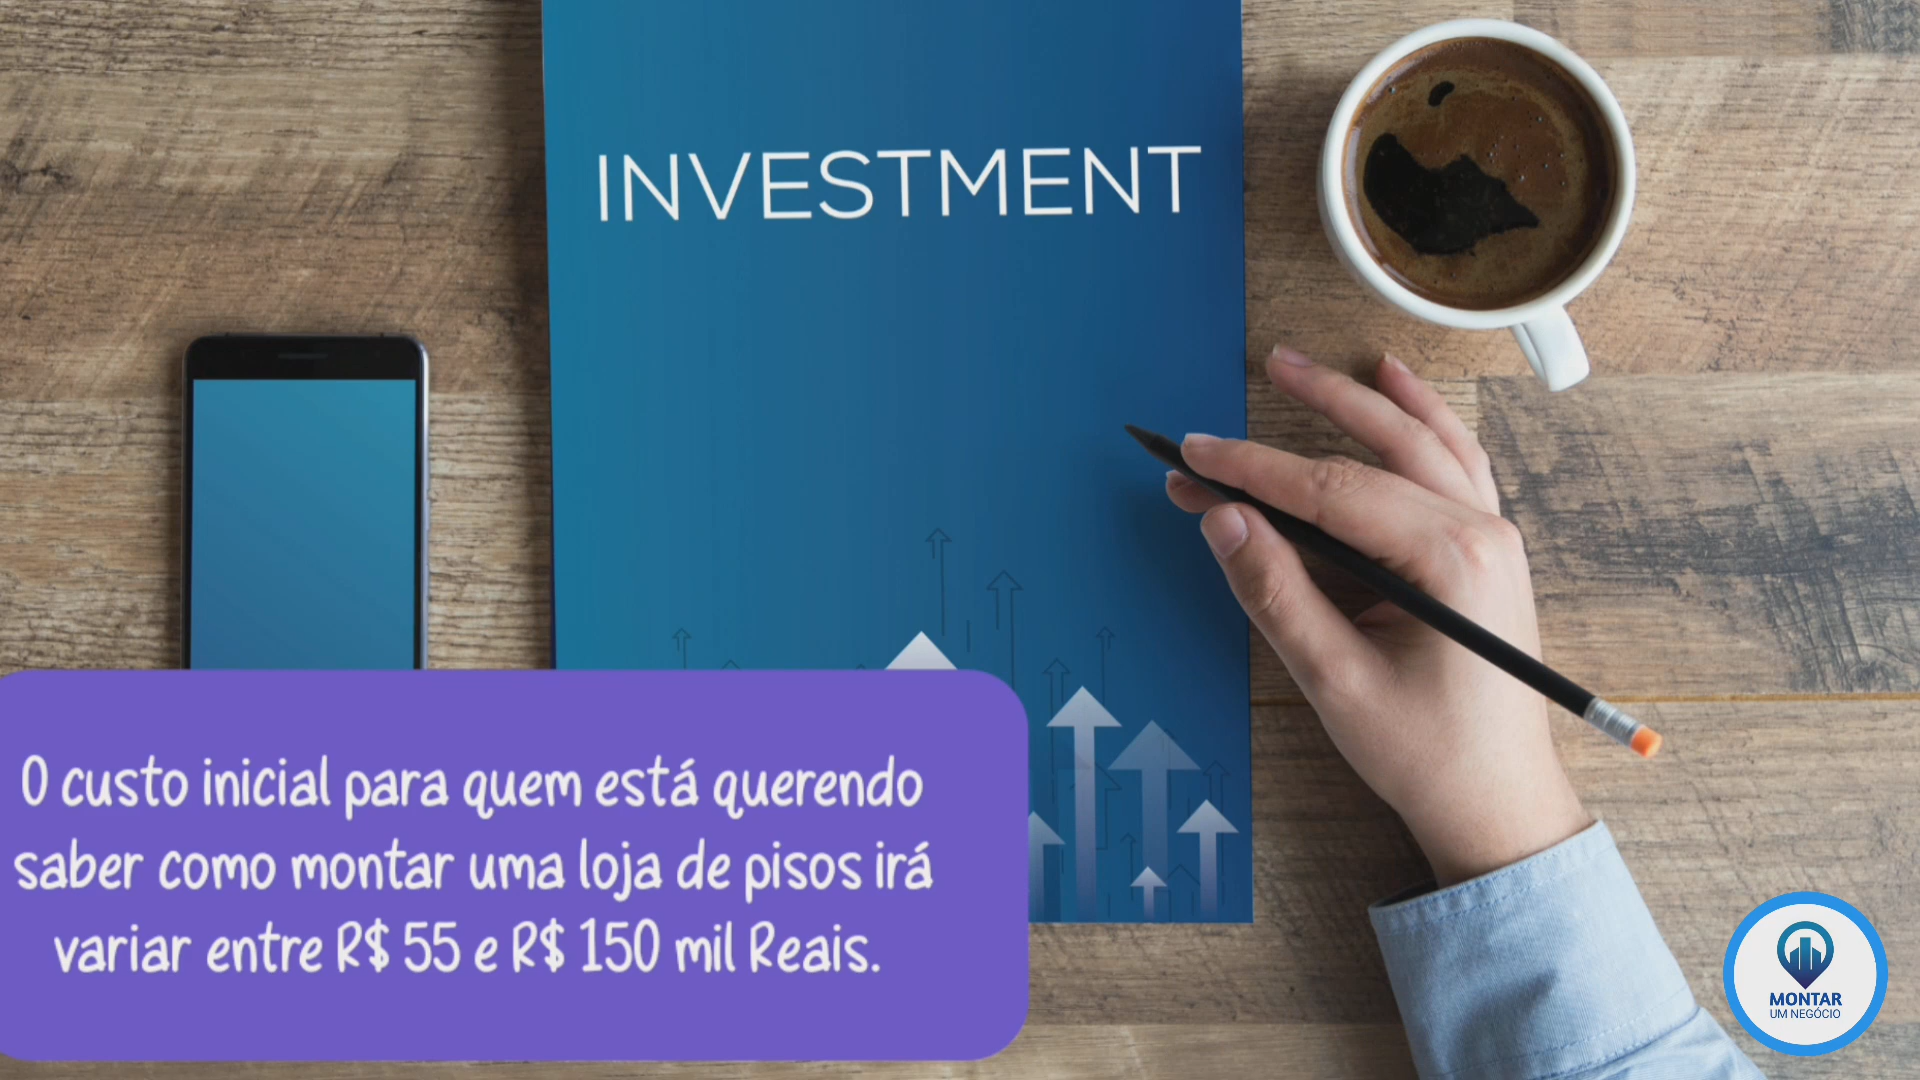 INVESTMENT
O custo inicial para quem está querendo
saber como montar uma loja de pisos irá
variar entre R$ 55 e R$ 150 mil Reais.
MONTAR
UM NEGÓCIO